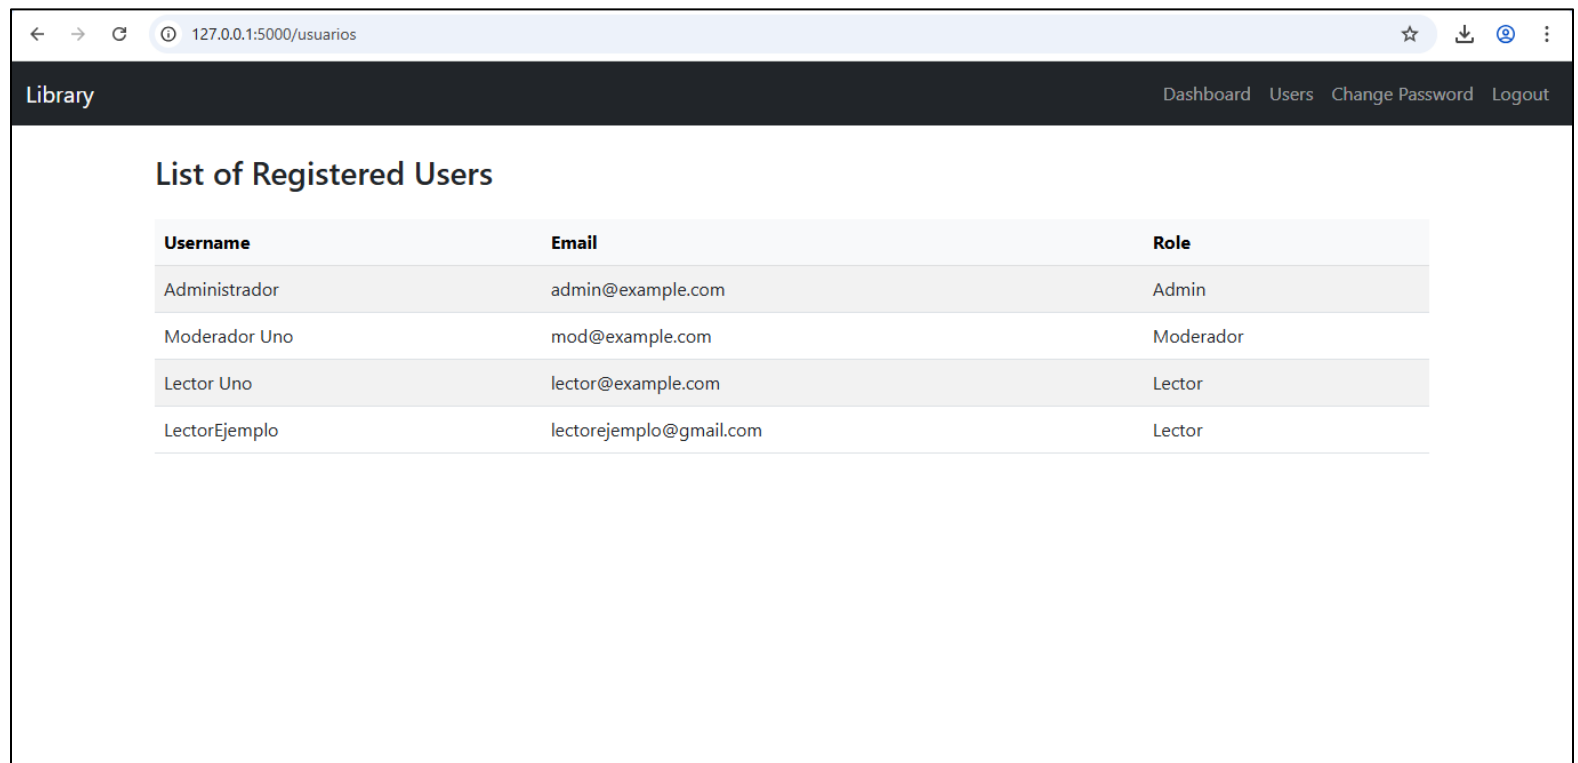 127.0.0.1:5000/usuarios
Library Dashboard Users Change Password Logout
List of Registered Users
Username Email Role
Administrador admin@example.com Admin
Moderador Uno mod@example.com Moderador
Lector Uno lector@example.com Lector
LectorEjemplo lectorejemplo@gmail.com Lector